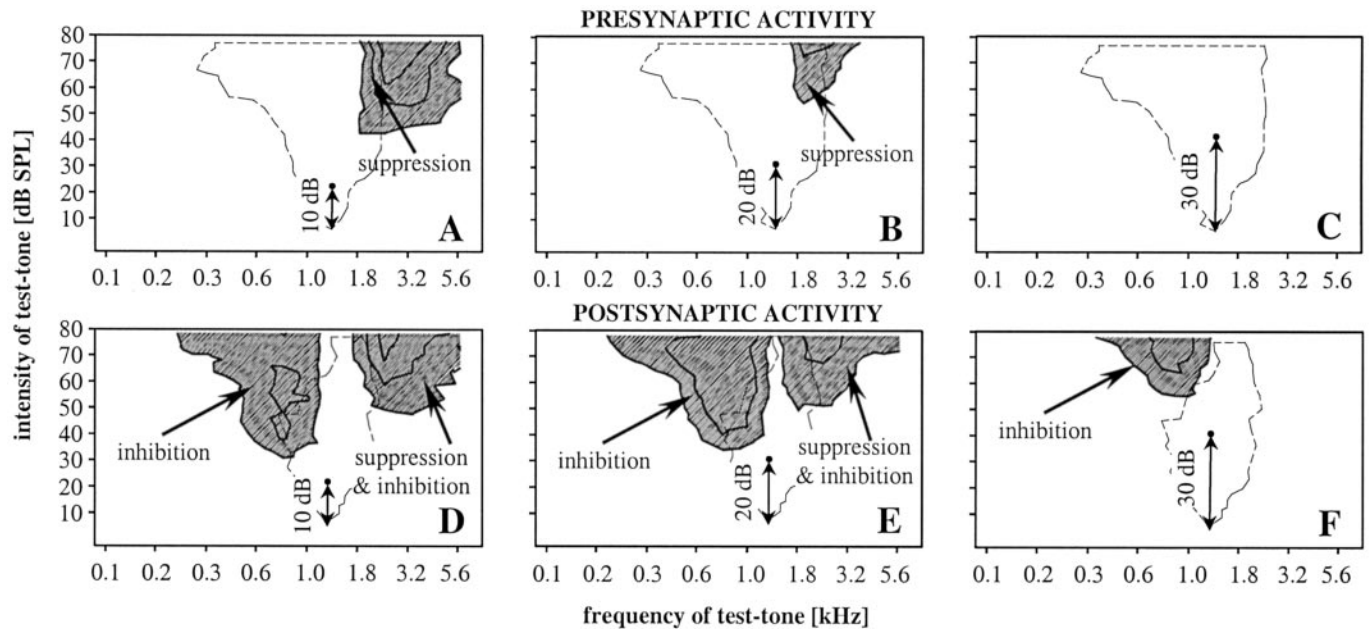 PRESYNAPTIC ACTIVITY
intensity of test-tone [dB SPL]
80
70
60
50
40
30
20
10
suppression
10 dB
A
0.1 0.2 0.3 0.6 1.0 1.8 3.2 5.6
suppression
20 dB
B
0.1 0.2 0.3 0.6 1.0 1.8 3.2 5.6
30 dB
C
0.1 0.2 0.3 0.6 1.0 1.8 3.2 5.6
POSTSYNAPTIC ACTIVITY
80
70
60
50
40
30
20
10
inhibition
suppression
& inhibition
10 dB
D
0.1 0.2 0.3 0.6 1.0 1.8 3.2 5.6
inhibition
suppression
& inhibition
20 dB
E
0.1 0.2 0.3 0.6 1.0 1.8 3.2 5.6
inhibition
30 dB
F
0.1 0.2 0.3 0.6 1.0 1.8 3.2 5.6
frequency of test-tone [kHz]